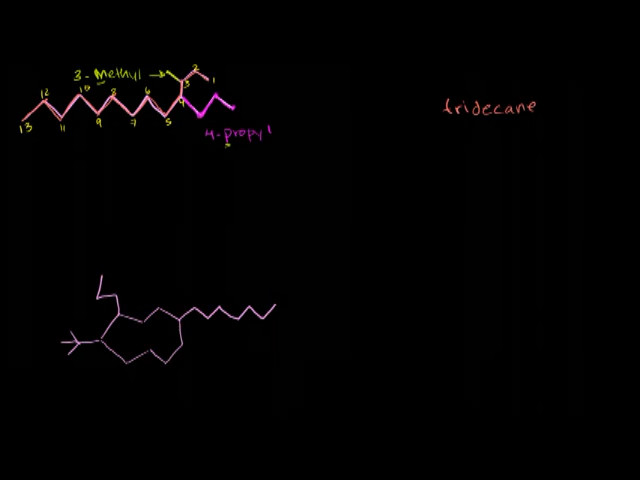 3-Methyl → 2
3 1
12 10 8 6 4
13 11 9 7 5
4-propyl
tridecane